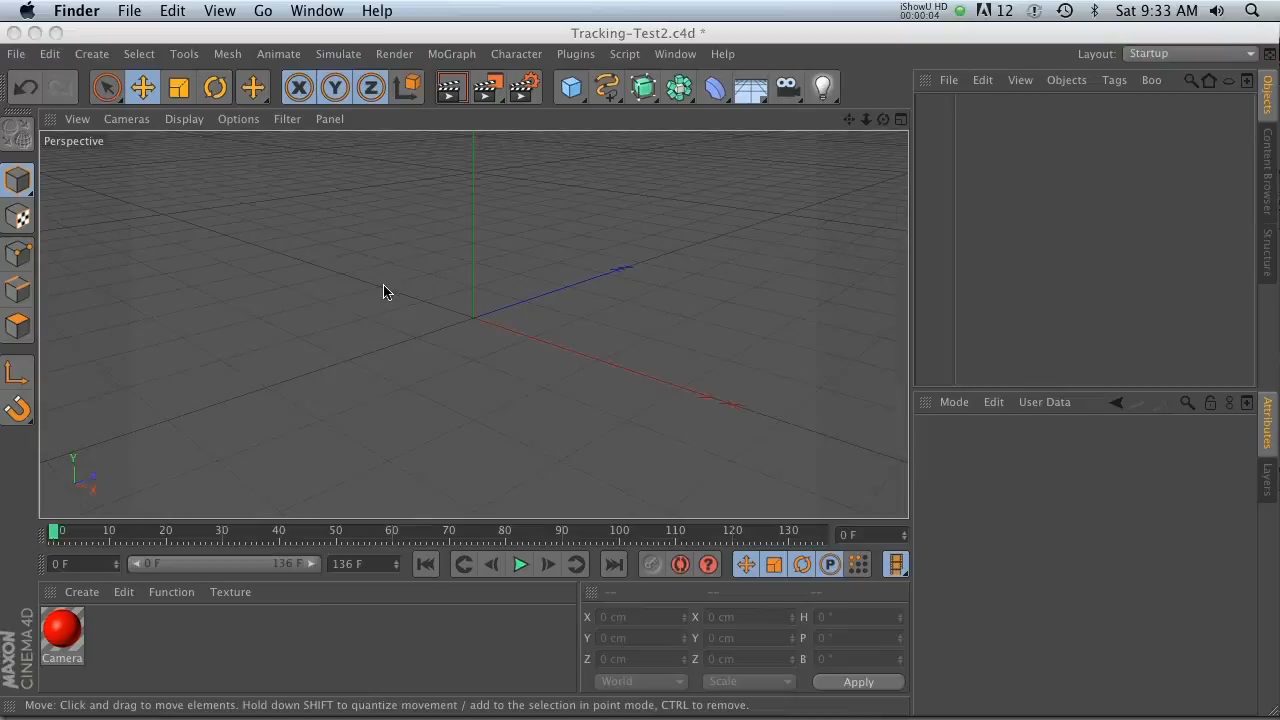 Finder File Edit View Go Window Help iShowU HD 00:00:04 12 Sat 9:33 AM
Tracking-Test2.c4d *
File Edit Create Select Tools Mesh Animate Simulate Render MoGraph Character Plugins Script Window Help Layout: Startup
X Y Z
File Edit View Objects Tags Boo
View Cameras Display Options Filter Panel
Perspective
Objects
Content Browser
Structure
Mode Edit User Data
Attributes
Layers
Y
X
0 10 20 30 40 50 60 70 80 90 100 110 120 130 0 F
0 F 0 F 136 F 136 F P
Create Edit Function Texture
Camera
-- -- --
X 0 cm X 0 cm H 0 °
Y 0 cm Y 0 cm P 0 °
Z 0 cm Z 0 cm B 0 °
World Scale Apply
MAXON
CINEMA 4D
Move: Click and drag to move elements. Hold down SHIFT to quantize movement / add to the selection in point mode, CTRL to remove.